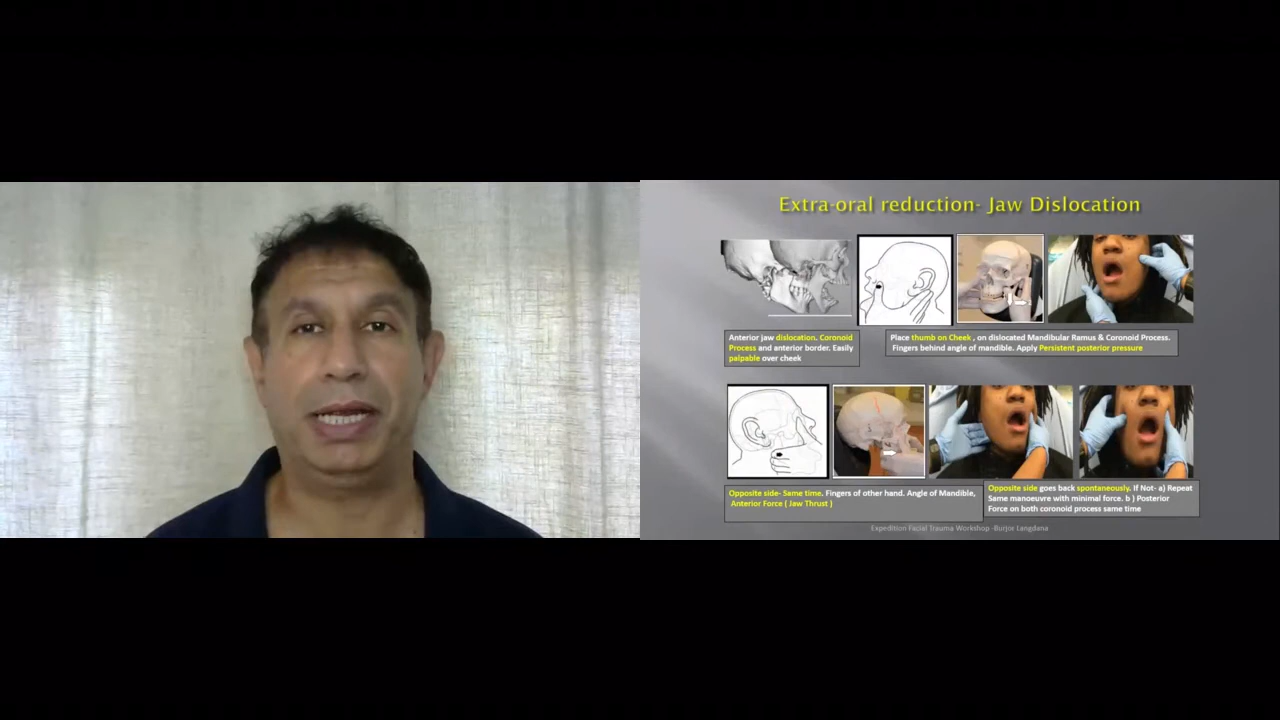 Extra-oral reduction- Jaw Dislocation
Anterior jaw dislocation. Coronoid
Process and anterior border. Easily
palpable over cheek
Place thumb on Cheek , on dislocated Mandibular Ramus & Coronoid Process.
Fingers behind angle of mandible. Apply Persistent posterior pressure
Opposite side- Same time. Fingers of other hand. Angle of Mandible,
Anterior Force ( Jaw Thrust )
Opposite side goes back spontaneously. If Not- a) Repeat
Same manoeuvre with minimal force. b ) Posterior
Force on both coronoid process same time
Expedition Facial Trauma Workshop -Burjor Langdana